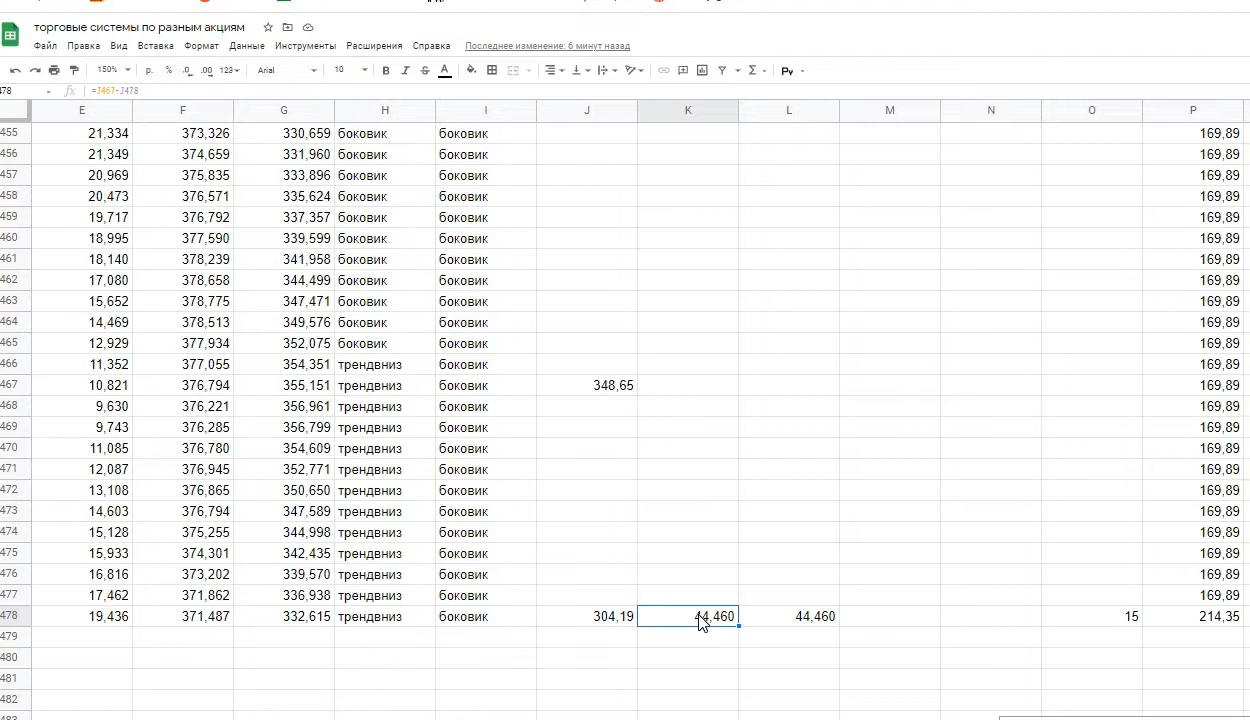 торговые системы по разным акциям
Файл Правка Вид Вставка Формат Данные Инструменты Расширения Справка Последнее изменение: 6 минут назад
150% р. % .0 .00 123 Arial 10 B I S A Σ Рv
478 fx =J467-J478
E F G H I J K L M N O P
455 21,334 373,326 330,659 боковик боковик 169,89
456 21,349 374,659 331,960 боковик боковик 169,89
457 20,969 375,835 333,896 боковик боковик 169,89
458 20,473 376,571 335,624 боковик боковик 169,89
459 19,717 376,792 337,357 боковик боковик 169,89
460 18,995 377,590 339,599 боковик боковик 169,89
461 18,140 378,239 341,958 боковик боковик 169,89
462 17,080 378,658 344,499 боковик боковик 169,89
463 15,652 378,775 347,471 боковик боковик 169,89
464 14,469 378,513 349,576 боковик боковик 169,89
465 12,929 377,934 352,075 боковик боковик 169,89
466 11,352 377,055 354,351 трендвниз боковик 169,89
467 10,821 376,794 355,151 трендвниз боковик 348,65 169,89
468 9,630 376,221 356,961 трендвниз боковик 169,89
469 9,743 376,285 356,799 трендвниз боковик 169,89
470 11,085 376,780 354,609 трендвниз боковик 169,89
471 12,087 376,945 352,771 трендвниз боковик 169,89
472 13,108 376,865 350,650 трендвниз боковик 169,89
473 14,603 376,794 347,589 трендвниз боковик 169,89
474 15,128 375,255 344,998 трендвниз боковик 169,89
475 15,933 374,301 342,435 трендвниз боковик 169,89
476 16,816 373,202 339,570 трендвниз боковик 169,89
477 17,462 371,862 336,938 трендвниз боковик 169,89
478 19,436 371,487 332,615 трендвниз боковик 304,19 44,460 44,460 15 214,35
479
480
481
482